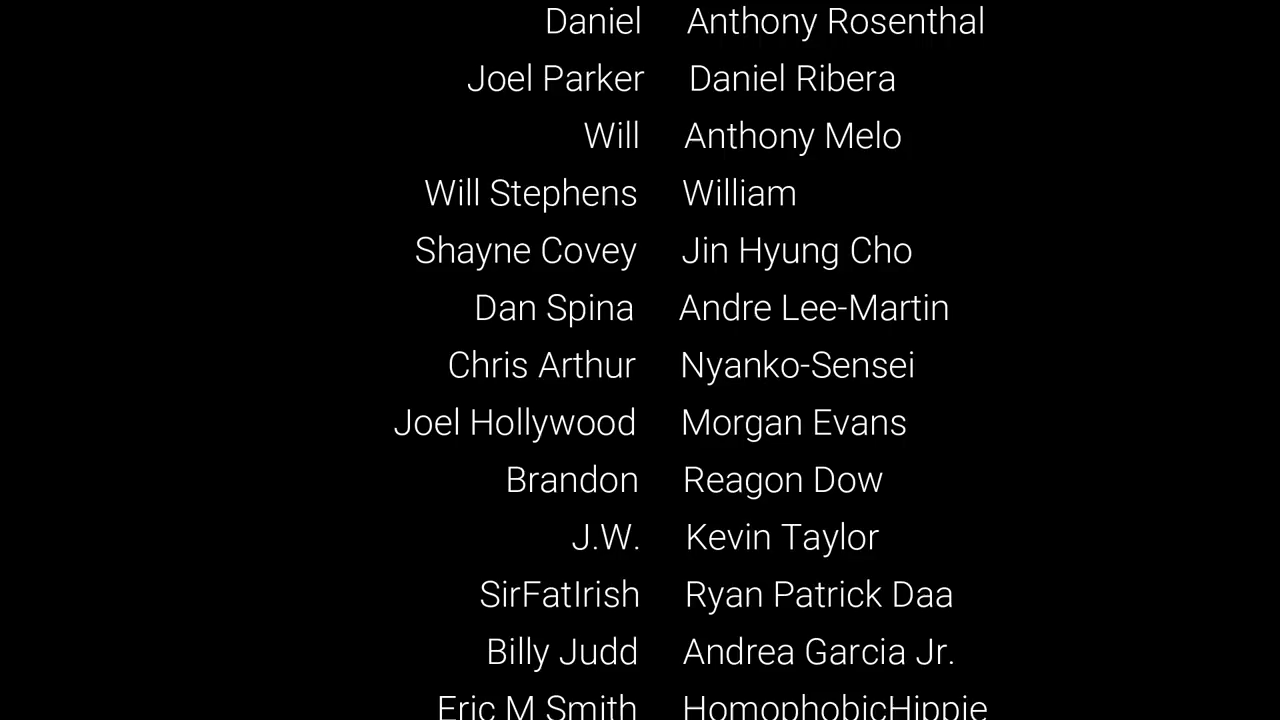 Daniel Anthony Rosenthal
Joel Parker Daniel Ribera
Will Anthony Melo
Will Stephens William
Shayne Covey Jin Hyung Cho
Dan Spina Andre Lee-Martin
Chris Arthur Nyanko-Sensei
Joel Hollywood Morgan Evans
Brandon Reagon Dow
J.W. Kevin Taylor
SirFatIrish Ryan Patrick Daa
Billy Judd Andrea Garcia Jr.
Eric M Smith HomophobicHippie